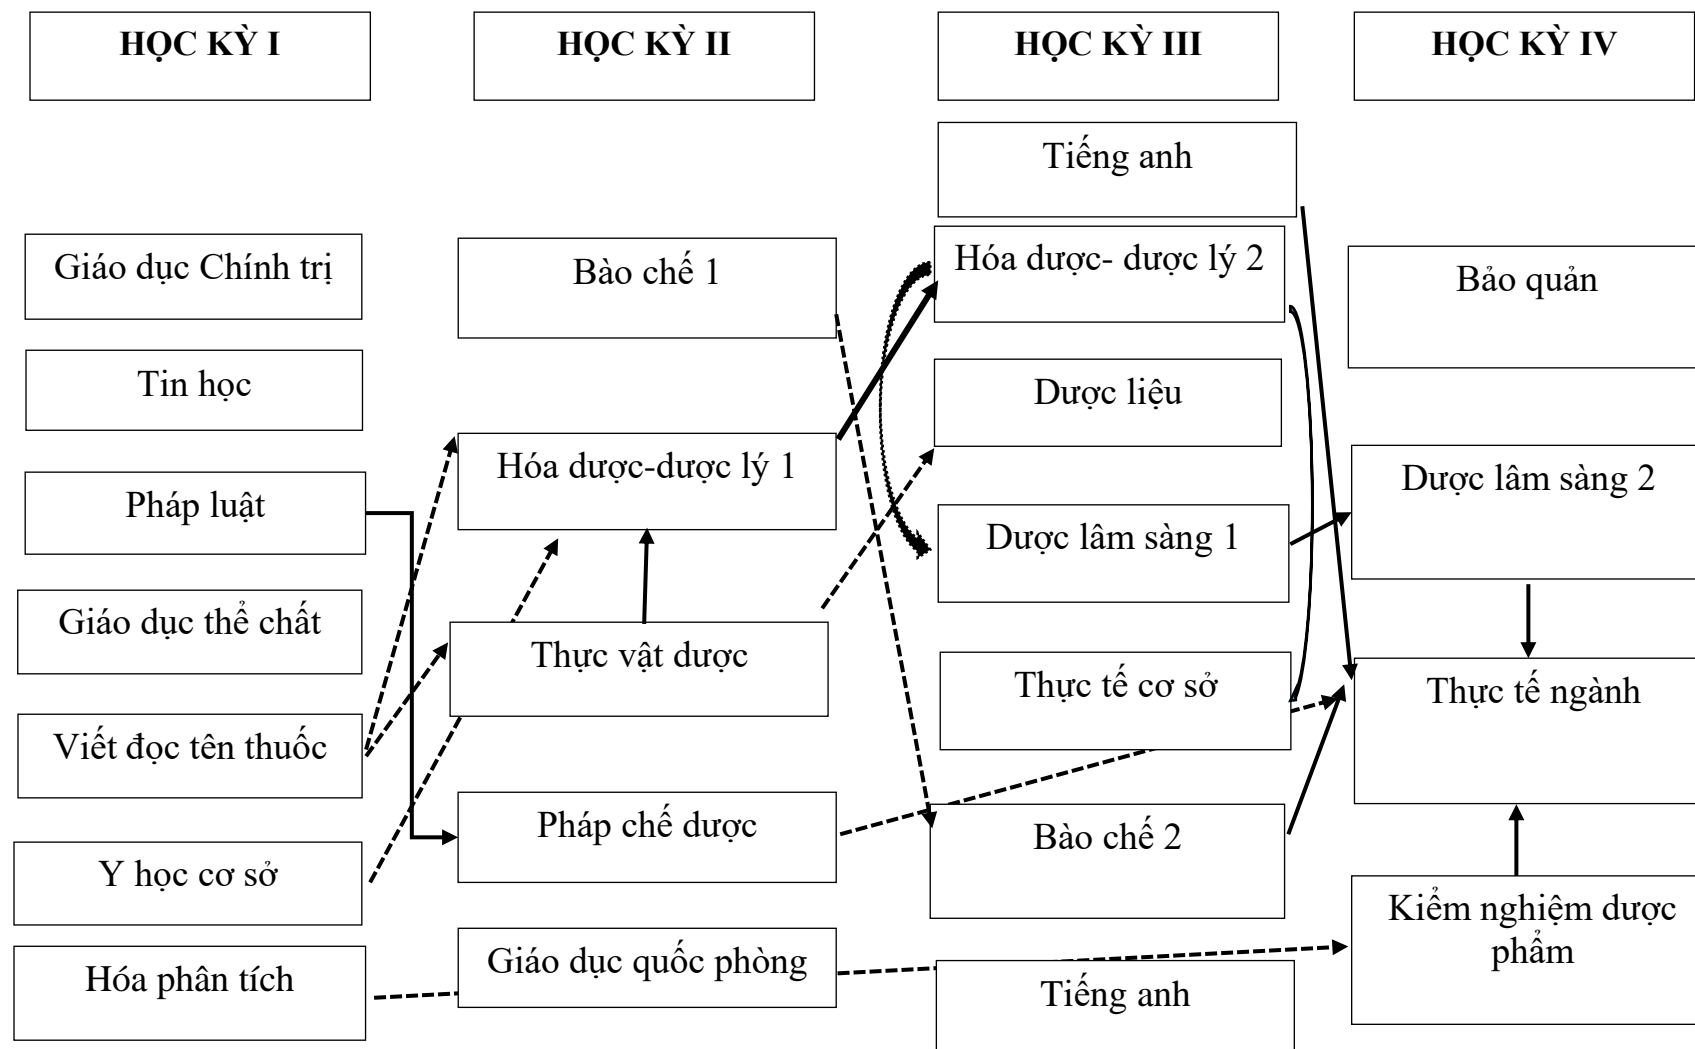 HỌC KỲ I
HỌC KỲ II
HỌC KỲ III
HỌC KỲ IV
Giáo dục Chính trị
Tin học
Pháp luật
Giáo dục thể chất
Viết đọc tên thuốc
Y học cơ sở
Hóa phân tích
Bào chế 1
Hóa dược-dược lý 1
Thực vật dược
Pháp chế dược
Giáo dục quốc phòng
Tiếng anh
Hóa dược- dược lý 2
Dược liệu
Dược lâm sàng 1
Thực tế cơ sở
Bào chế 2
Tiếng anh
Bảo quản
Dược lâm sàng 2
Thực tế ngành
Kiểm nghiệm dược
phẩm